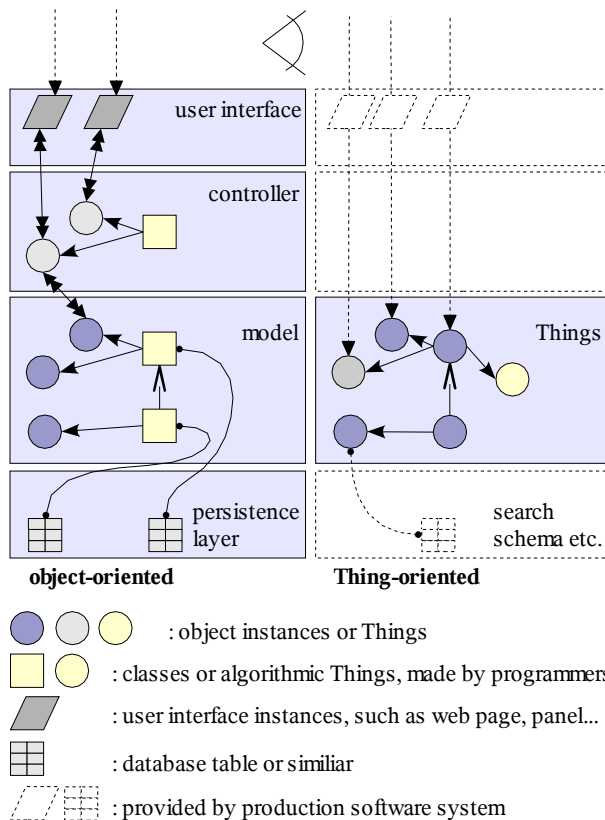 user interface
controller
model
Things
persistence
layer
search
schema etc.
object-oriented
Thing-oriented
: object instances or Things
: classes or algorithmic Things, made by programmers
: user interface instances, such as web page, panel...
: database table or similiar
: provided by production software system